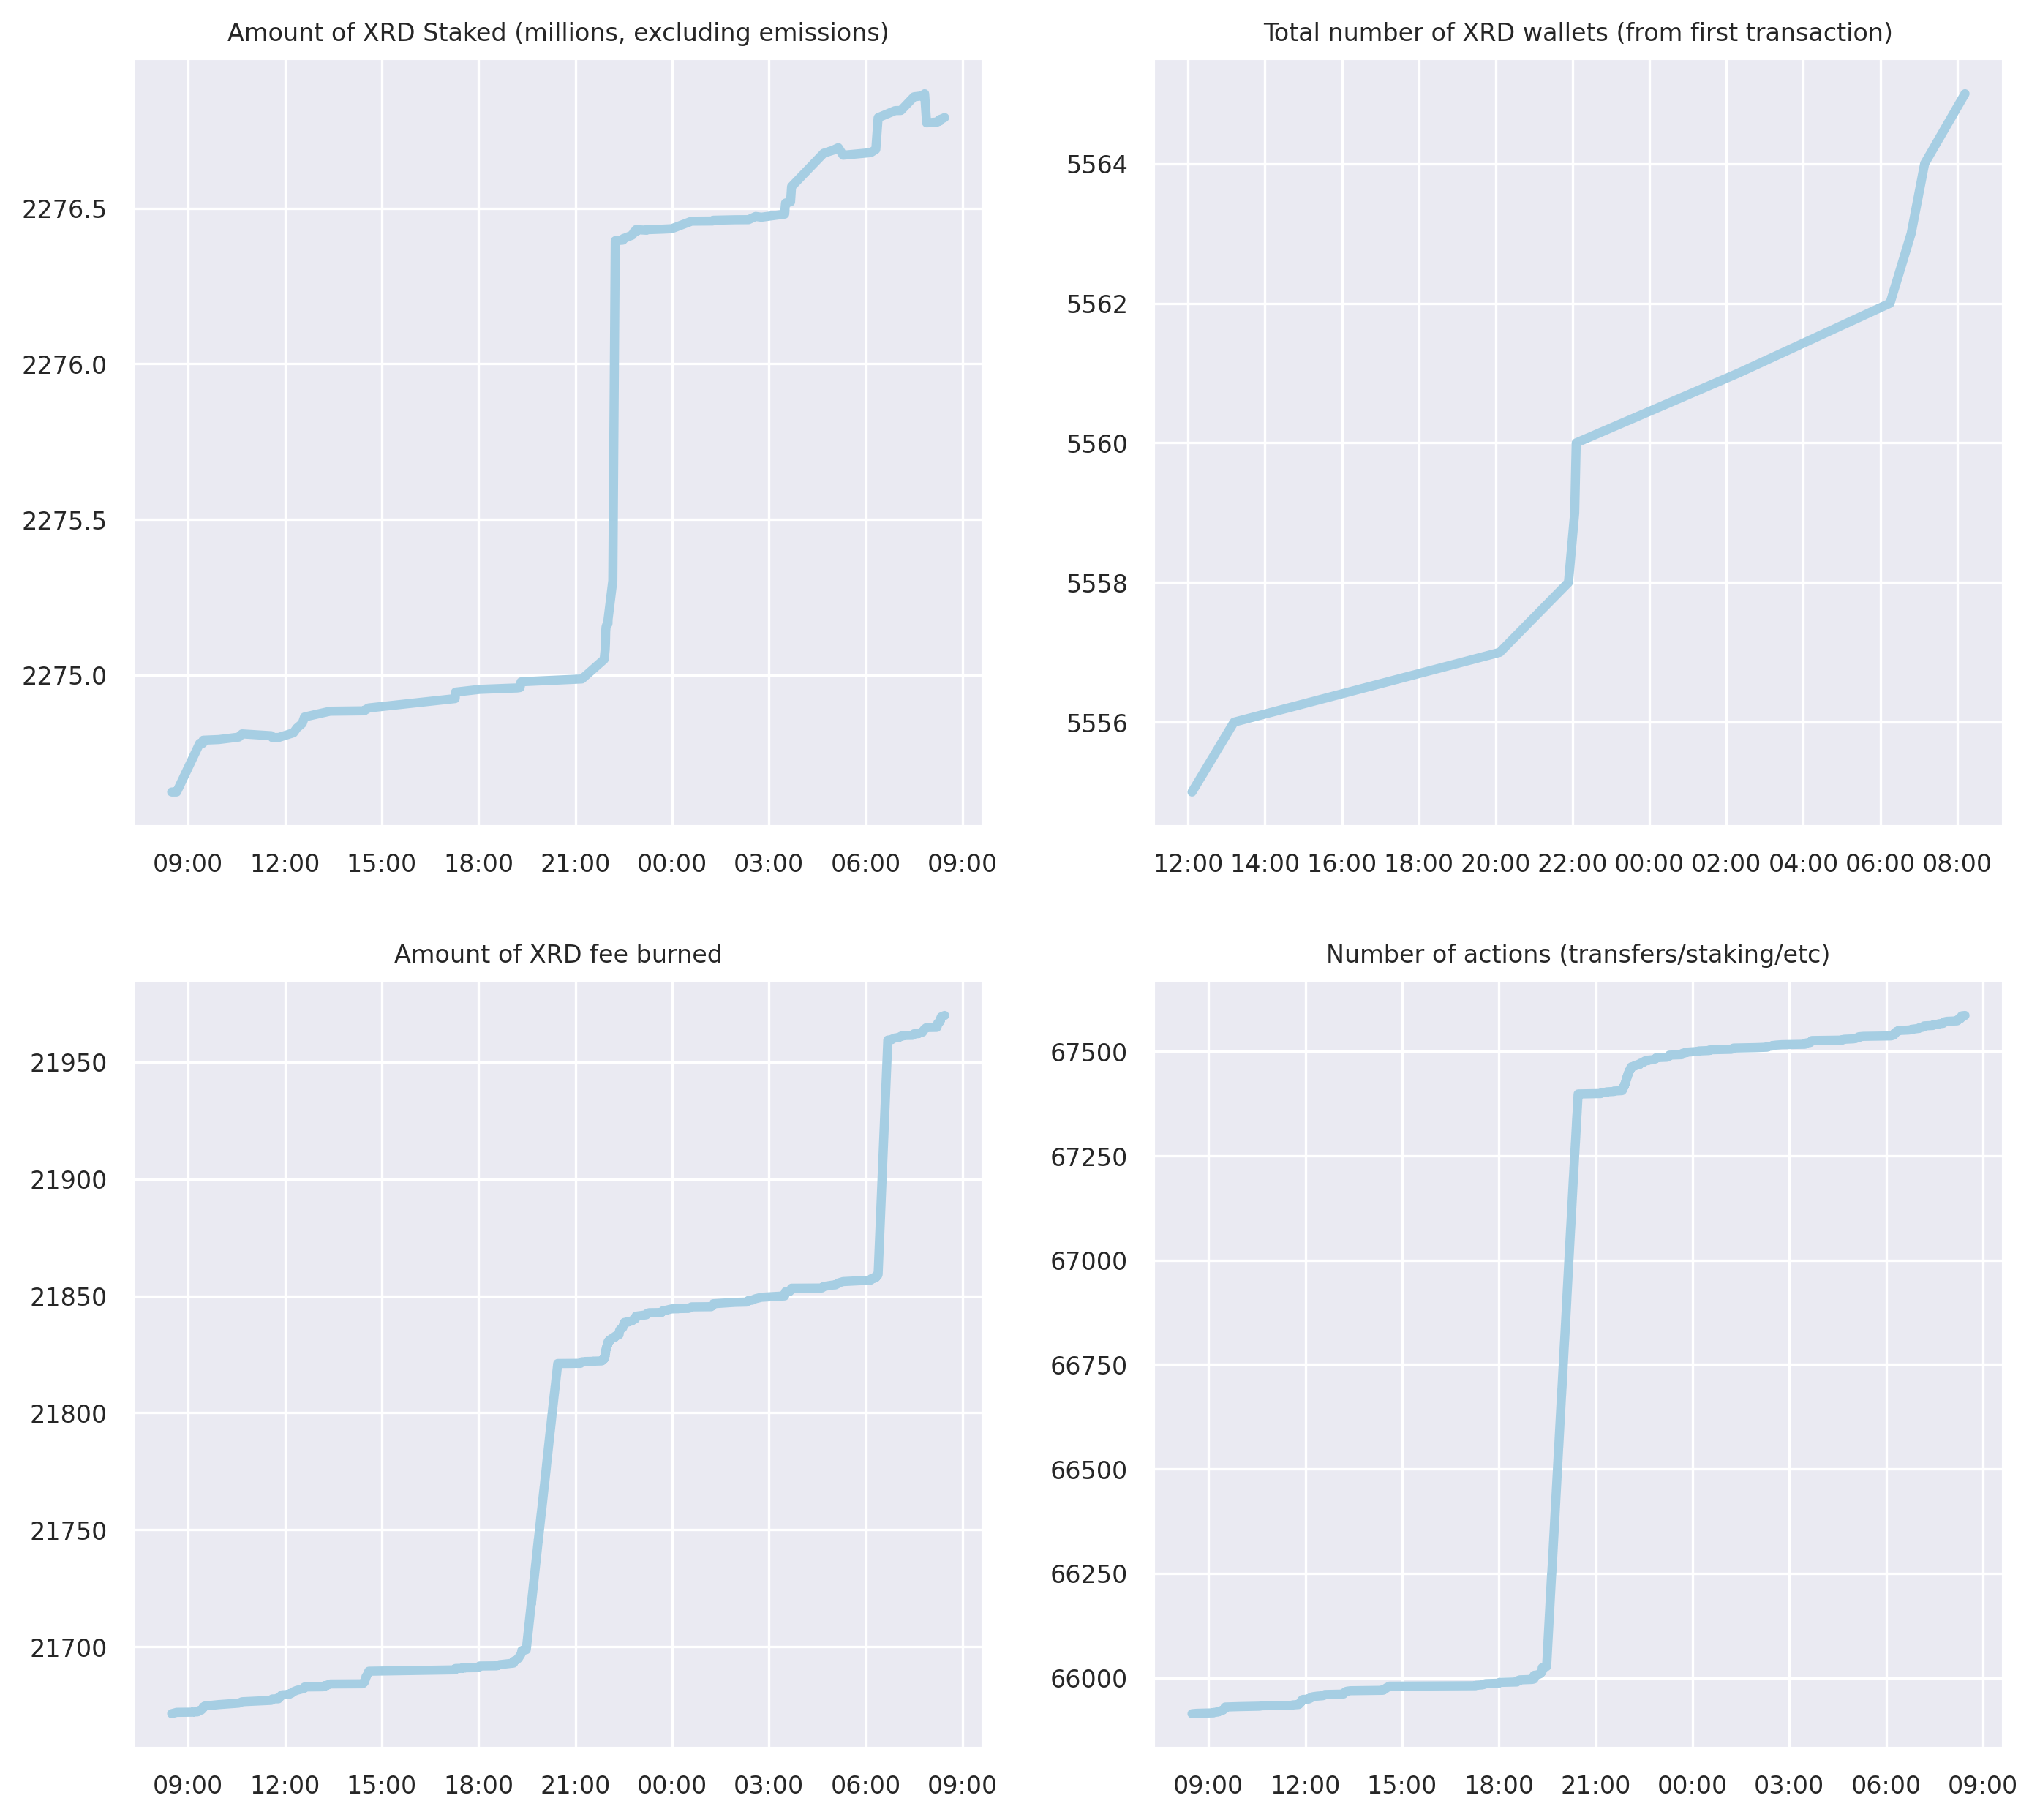 Amount of XRD Staked (millions, excluding emissions)
2276.5
2276.0
2275.5
2275.0
09:00 12:00 15:00 18:00 21:00 00:00 03:00 06:00 09:00
Total number of XRD wallets (from first transaction)
5564
5562
5560
5558
5556
12:00 14:00 16:00 18:00 20:00 22:00 00:00 02:00 04:00 06:00 08:00
Amount of XRD fee burned
21950
21900
21850
21800
21750
21700
09:00 12:00 15:00 18:00 21:00 00:00 03:00 06:00 09:00
Number of actions (transfers/staking/etc)
67500
67250
67000
66750
66500
66250
66000
09:00 12:00 15:00 18:00 21:00 00:00 03:00 06:00 09:00